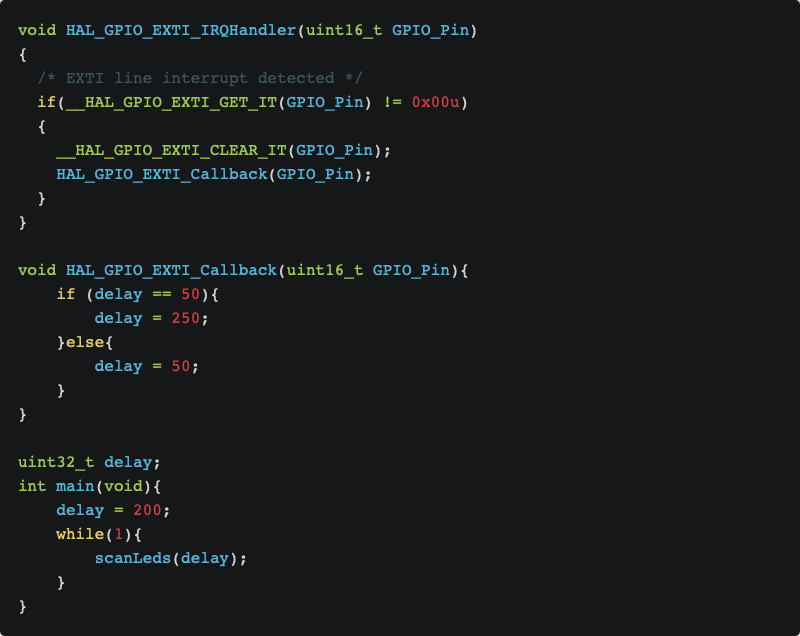 void HAL_GPIO_EXTI_IRQHandler(uint16_t GPIO_Pin)
{
  /* EXTI line interrupt detected */
  if(__HAL_GPIO_EXTI_GET_IT(GPIO_Pin) != 0x00u)
  {
    __HAL_GPIO_EXTI_CLEAR_IT(GPIO_Pin);
    HAL_GPIO_EXTI_Callback(GPIO_Pin);
  }
}

void HAL_GPIO_EXTI_Callback(uint16_t GPIO_Pin){
    if (delay == 50){
        delay = 250;
    }else{
        delay = 50;
    }
}

uint32_t delay;
int main(void){
    delay = 200;
    while(1){
        scanLeds(delay);
    }
}